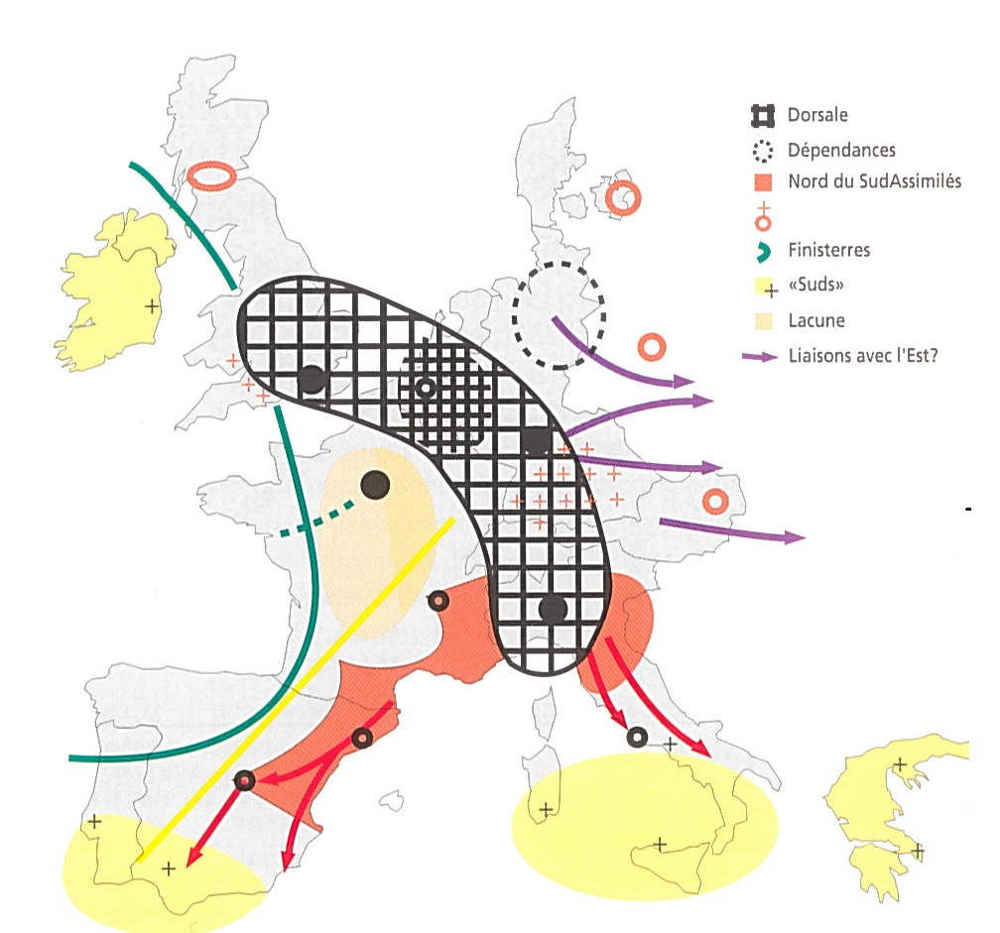 Dorsale
Dépendances
Nord du SudAssimilés
Finisterres
«Suds»
Lacune
Liaisons avec l'Est?